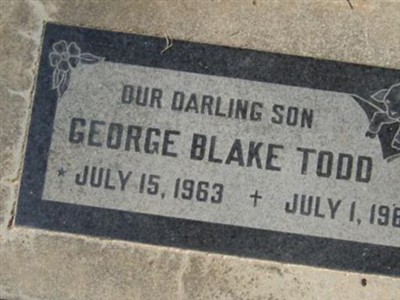 OUR DARLING SON
GEORGE BLAKE TODD
* JULY 15, 1963 + JULY 1, 196